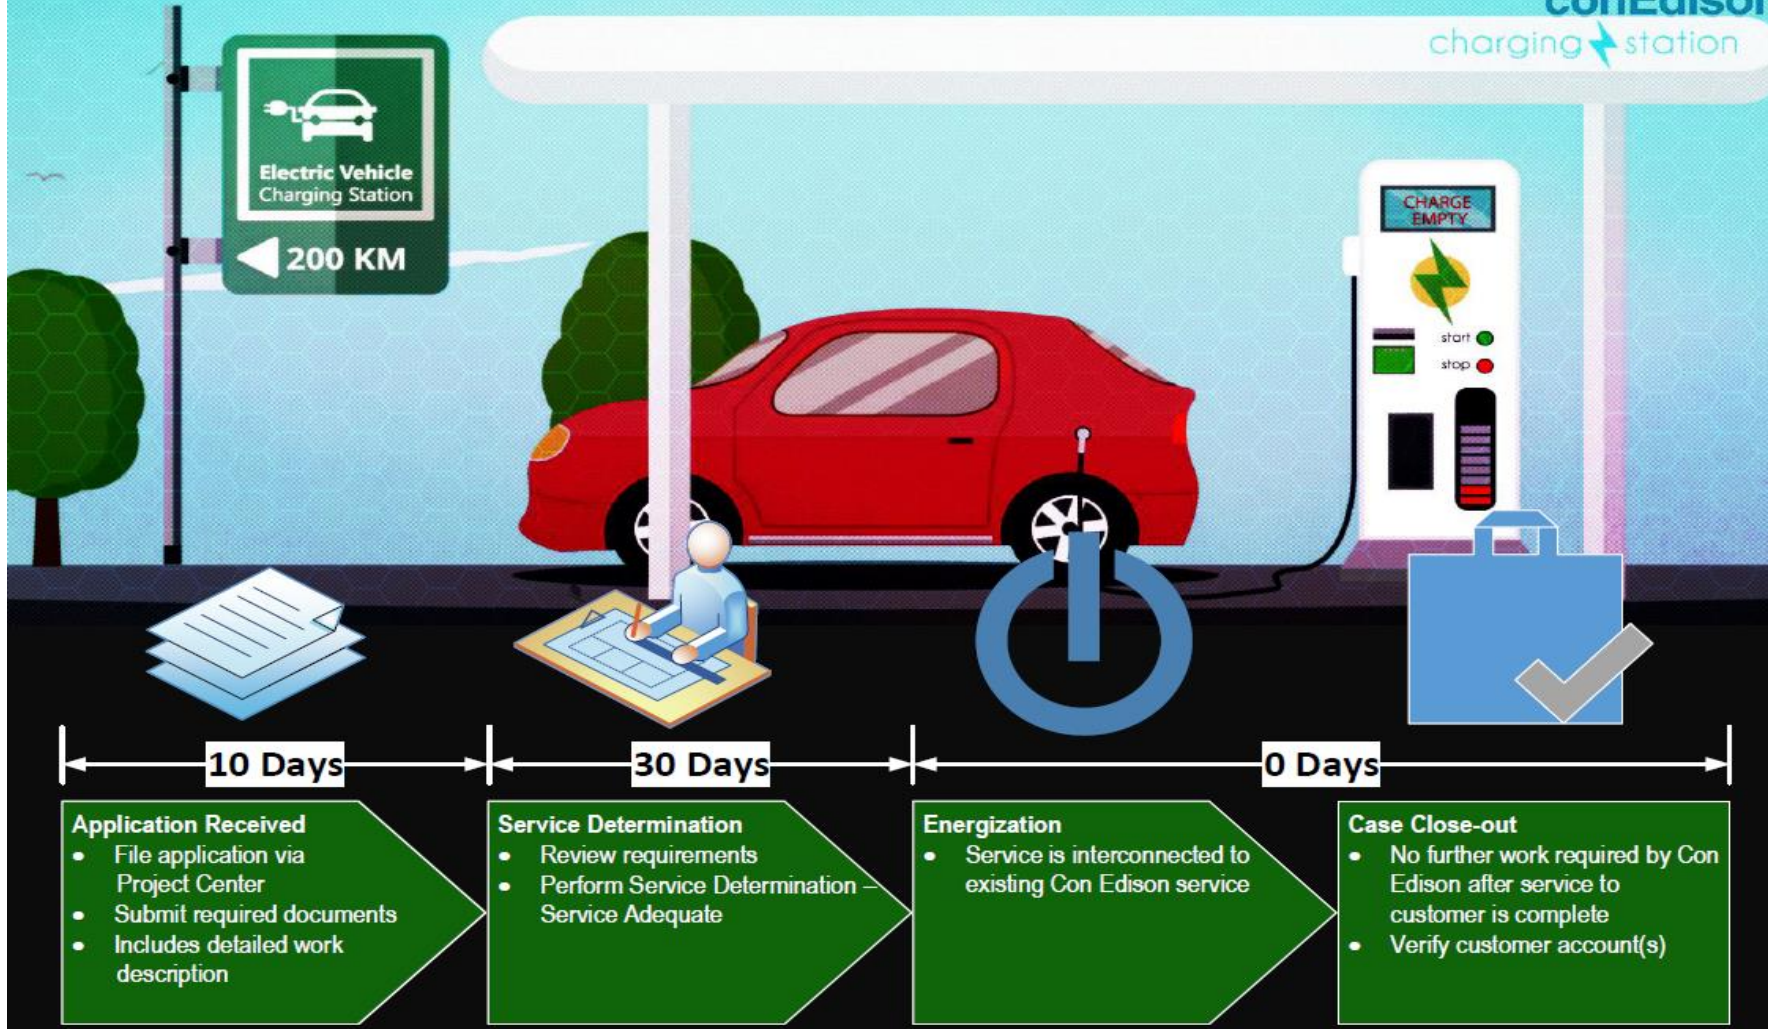 conEdison
charging station
Electric Vehicle
Charging Station
200 KM
CHARGE
EMPTY
start
stop
10 Days
30 Days
0 Days
Application Received
• File application via
Project Center
• Submit required documents
• Includes detailed work
description
Service Determination
• Review requirements
• Perform Service Determination –
Service Adequate
Energization
• Service is interconnected to
existing Con Edison service
Case Close-out
• No further work required by Con
Edison after service to
customer is complete
• Verify customer account(s)